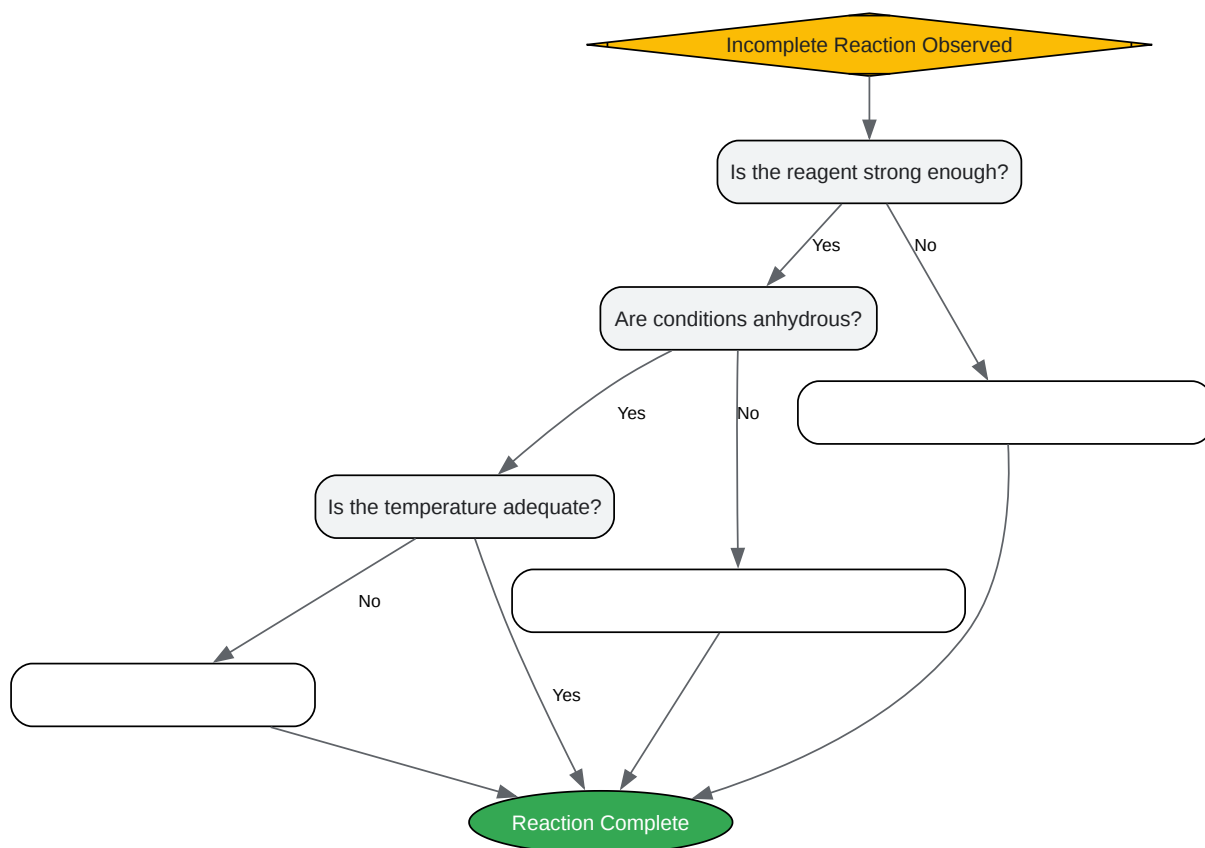 Incomplete Reaction Observed
Is the reagent strong enough?
Yes
No
Are conditions anhydrous?
Yes
No
Is the temperature adequate?
No
Yes
Reaction Complete